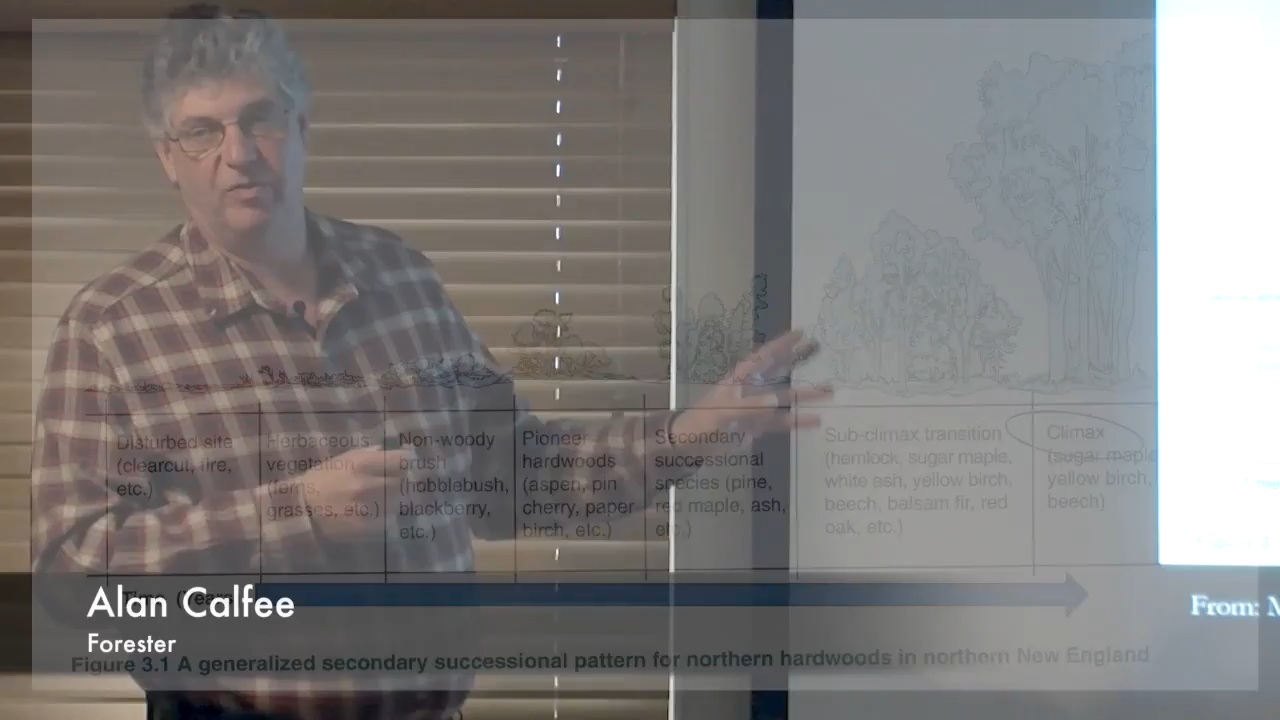 Disturbed site
(clearcut, fire,
etc.)
Herbaceous
vegetation
(ferns,
grasses, etc.)
Non-woody
brush
(hobblebush,
blackberry,
etc.)
Pioneer
hardwoods
(aspen, pin
cherry, paper
birch, etc.)
Secondary
successional
species (pine,
red maple, ash,
etc.)
Sub-climax transition
(hemlock, sugar maple,
white ash, yellow birch,
beech, balsam fir, red
oak, etc.)
Climax
(sugar maple
yellow birch,
beech)
Time (Years
Alan Calfee
Forester
From: M
Figure 3.1 A generalized secondary successional pattern for northern hardwoods in northern New England